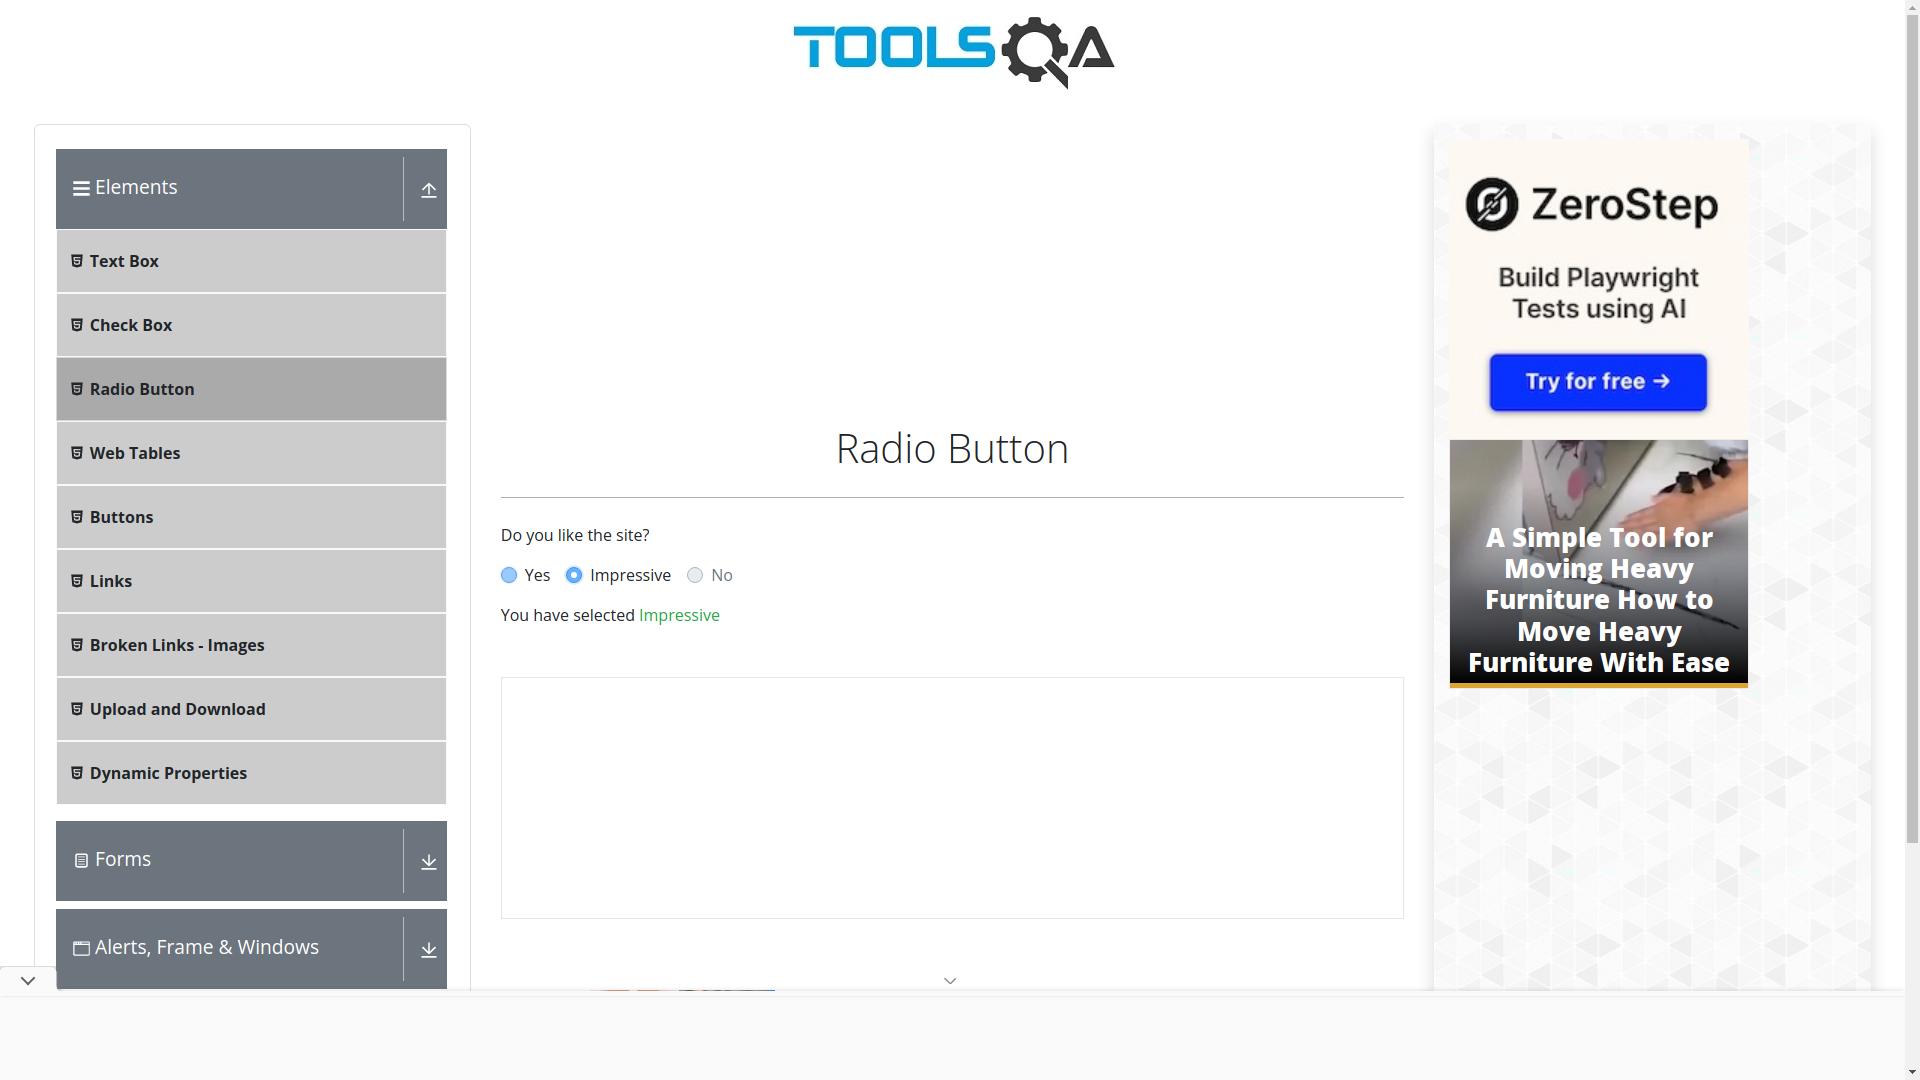 TOOLSQA
Elements
Text Box
Check Box
Radio Button
Web Tables
Buttons
Links
Broken Links - Images
Upload and Download
Dynamic Properties
Forms
Alerts, Frame & Windows
Radio Button
Do you like the site?
Yes
Impressive
No
You have selected Impressive
ZeroStep
Build Playwright
Tests using AI
Try for free →
A Simple Tool for
Moving Heavy
Furniture How to
Move Heavy
Furniture With Ease